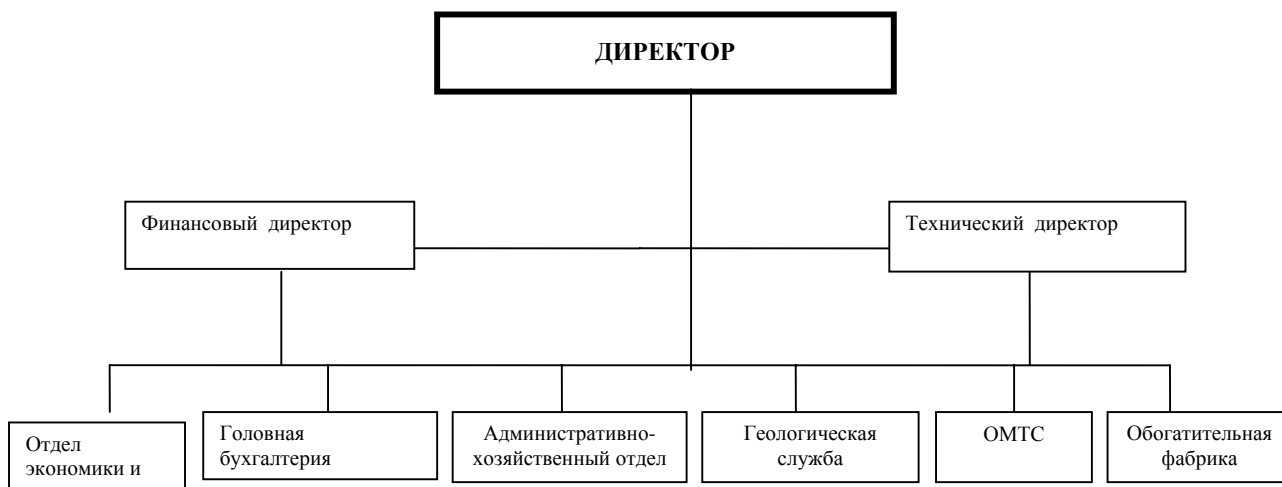 ДИРЕКТОР
Финансовый директор
Технический директор
Отдел
экономики и
Головная
бухгалтерия
Административно-
хозяйственный отдел
Геологическая
служба
ОМТС
Обогатительная
фабрика